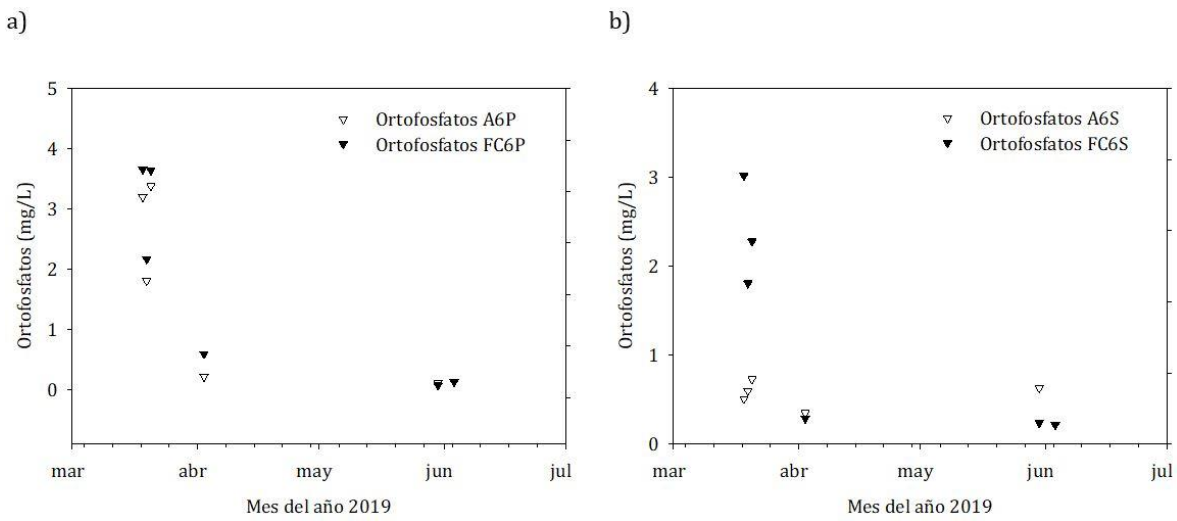 a)
5
4
3
2
1
0
Ortofosfatos (mg/L)
Ortofosfatos A6P
Ortofosfatos FC6P
mar abr may jun jul
Mes del año 2019
b)
4
3
2
1
0
Ortofosfatos (mg/L)
Ortofosfatos A6S
Ortofosfatos FC6S
mar abr may jun jul
Mes del año 2019